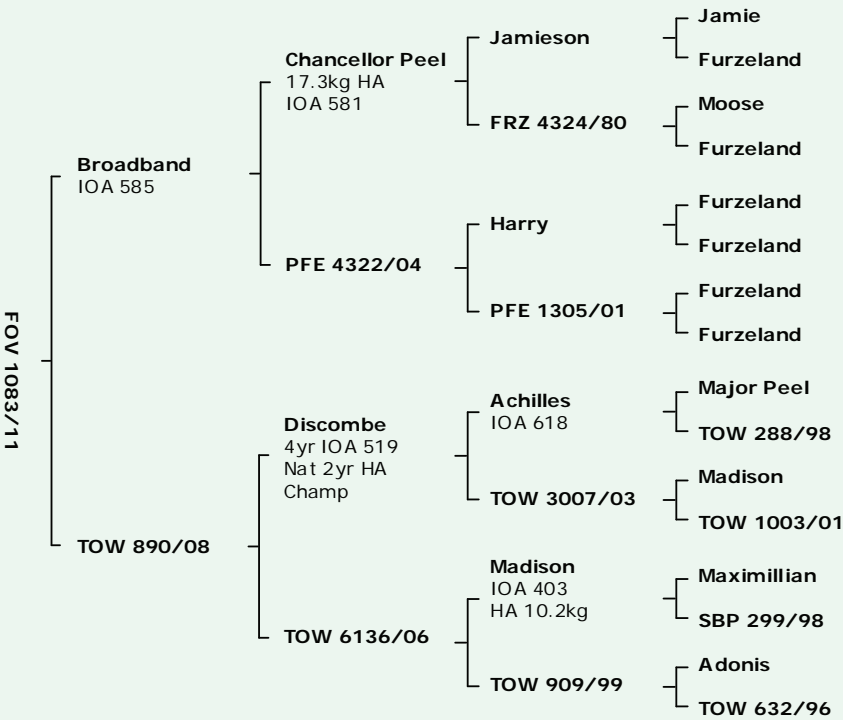 FOV 1083/11
Broadband
IOA 585
TOW 890/08
Chancellor Peel
17.3kg HA
IOA 581
PFE 4322/04
Discombe
4yr IOA 519
Nat 2yr HA
Champ
TOW 6136/06
Jamieson
FRZ 4324/80
Harry
PFE 1305/01
Achilles
IOA 618
TOW 3007/03
Madison
IOA 403
HA 10.2kg
TOW 909/99
Jamie
Furzeland
Moose
Furzeland
Furzeland
Furzeland
Furzeland
Furzeland
Major Peel
TOW 288/98
Madison
TOW 1003/01
Maximillian
SBP 299/98
Adonis
TOW 632/96